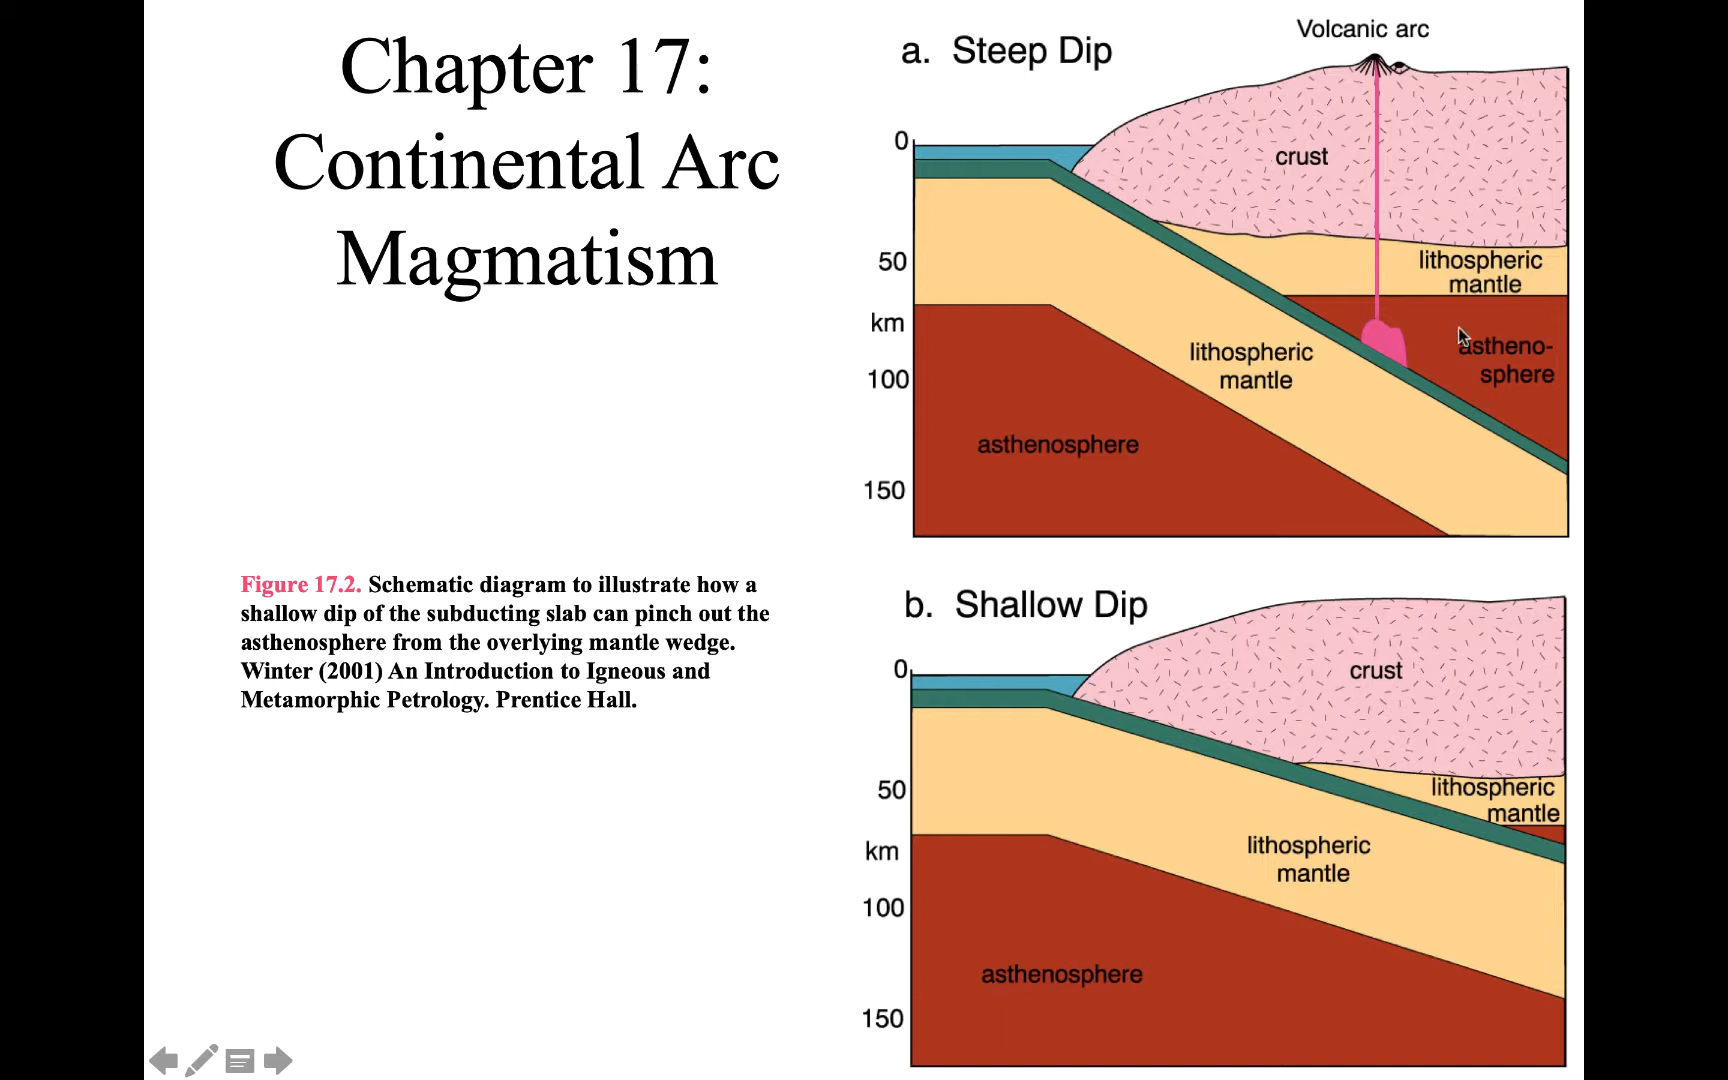 Chapter 17:
Continental Arc
Magmatism
Figure 17.2. Schematic diagram to illustrate how a
shallow dip of the subducting slab can pinch out the
asthenosphere from the overlying mantle wedge.
Winter (2001) An Introduction to Igneous and
Metamorphic Petrology. Prentice Hall.
a. Steep Dip
Volcanic arc
0
crust
50
lithospheric
mantle
km
astheno-
sphere
lithospheric
mantle
100
asthenosphere
150
b. Shallow Dip
0
crust
50
lithospheric
mantle
km
lithospheric
mantle
100
asthenosphere
150